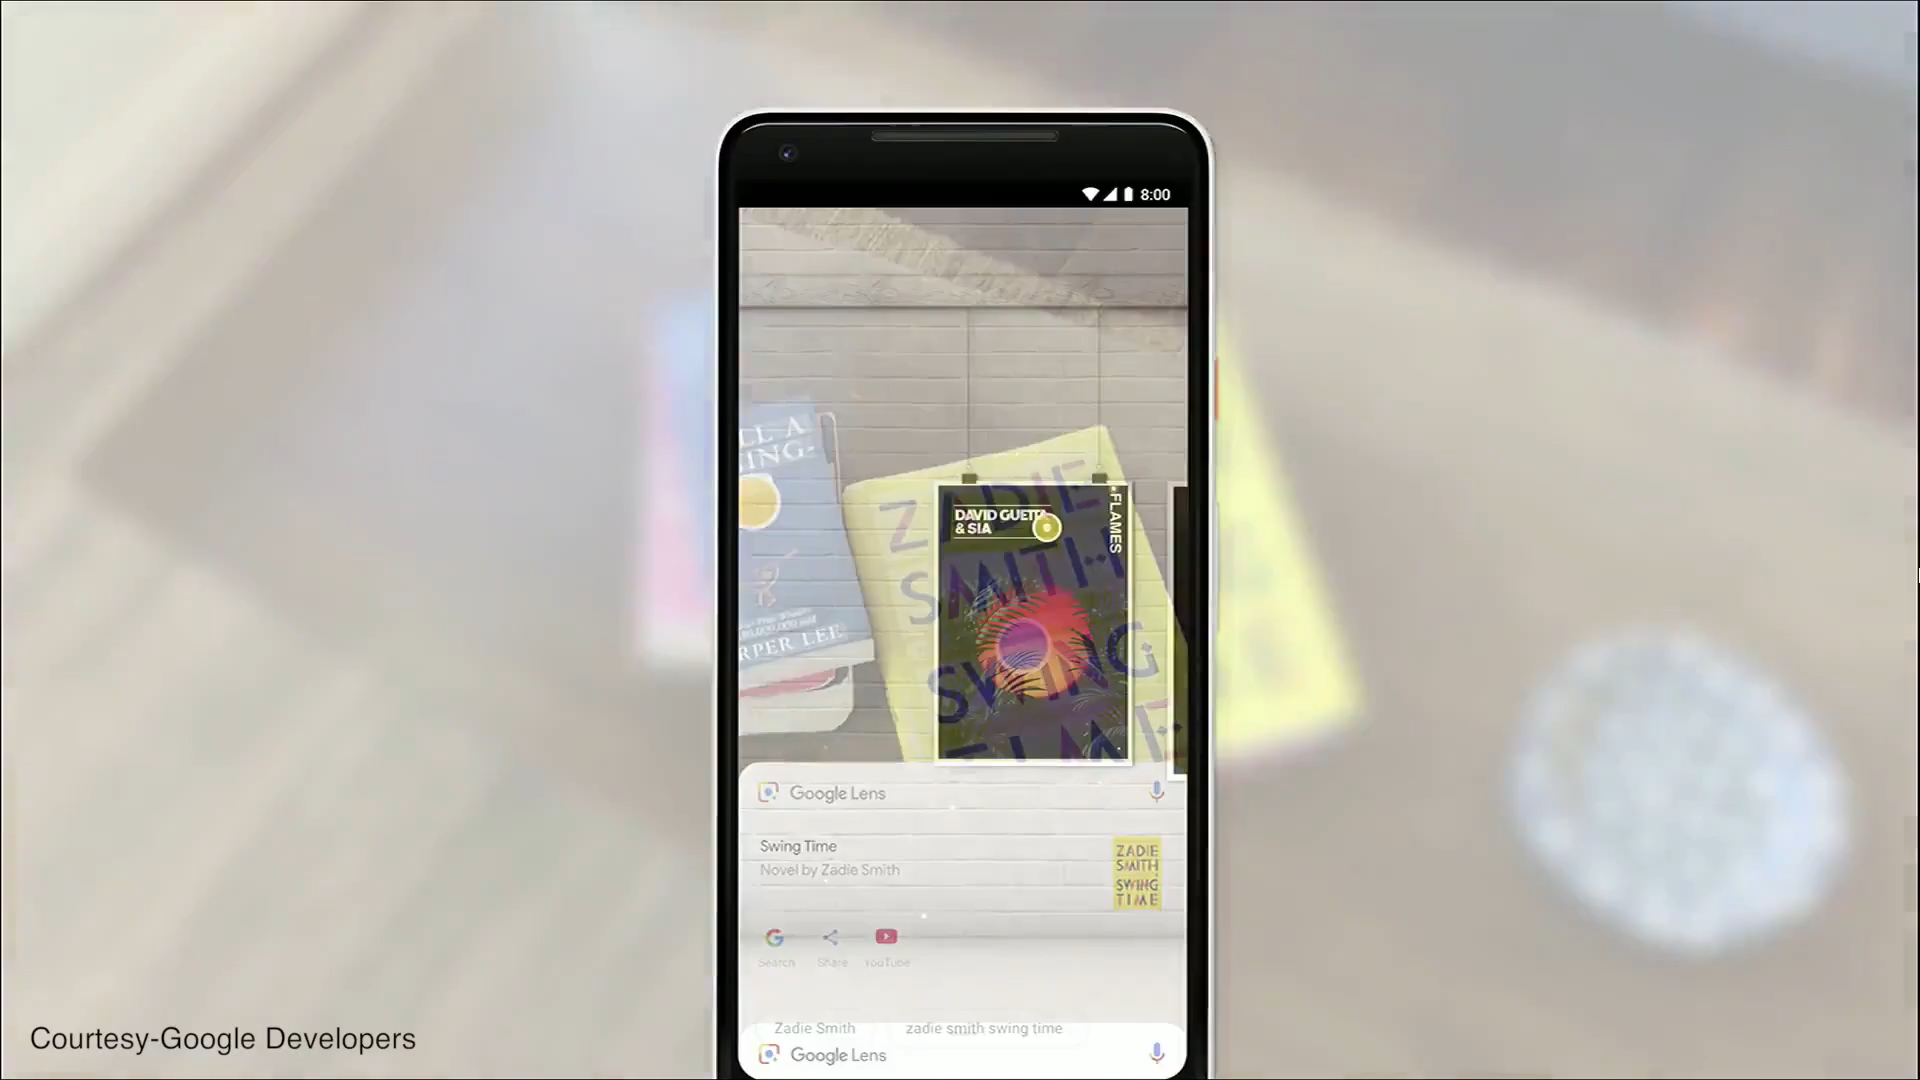 8:00
LL A
ING-
RPER LEE
ZADIE
SMITH
SWING
TIME
DAVID GUETTA
& SIA
FLAMES
Google Lens
Swing Time
Novel by Zadie Smith
ZADIE
SMITH
SWING
TIME
Search
Share
YouTube
Zadie Smith
zadie smith swing time
Google Lens
Courtesy-Google Developers